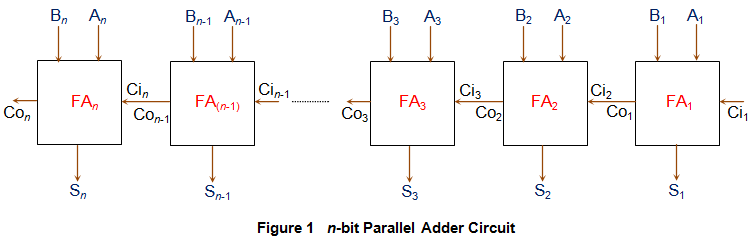 Bₙ Aₙ Bₙ₋₁ Aₙ₋₁ B₃ A₃ B₂ A₂ B₁ A₁
FAₙ Ciₙ FA₍ₙ₋₁₎ Ciₙ₋₁ .............. FA₃ Ci₃ FA₂ Ci₂ FA₁
Coₙ Coₙ₋₁ Co₃ Co₂ Co₁ Ci₁
Sₙ Sₙ₋₁ S₃ S₂ S₁
Figure 1 n-bit Parallel Adder Circuit